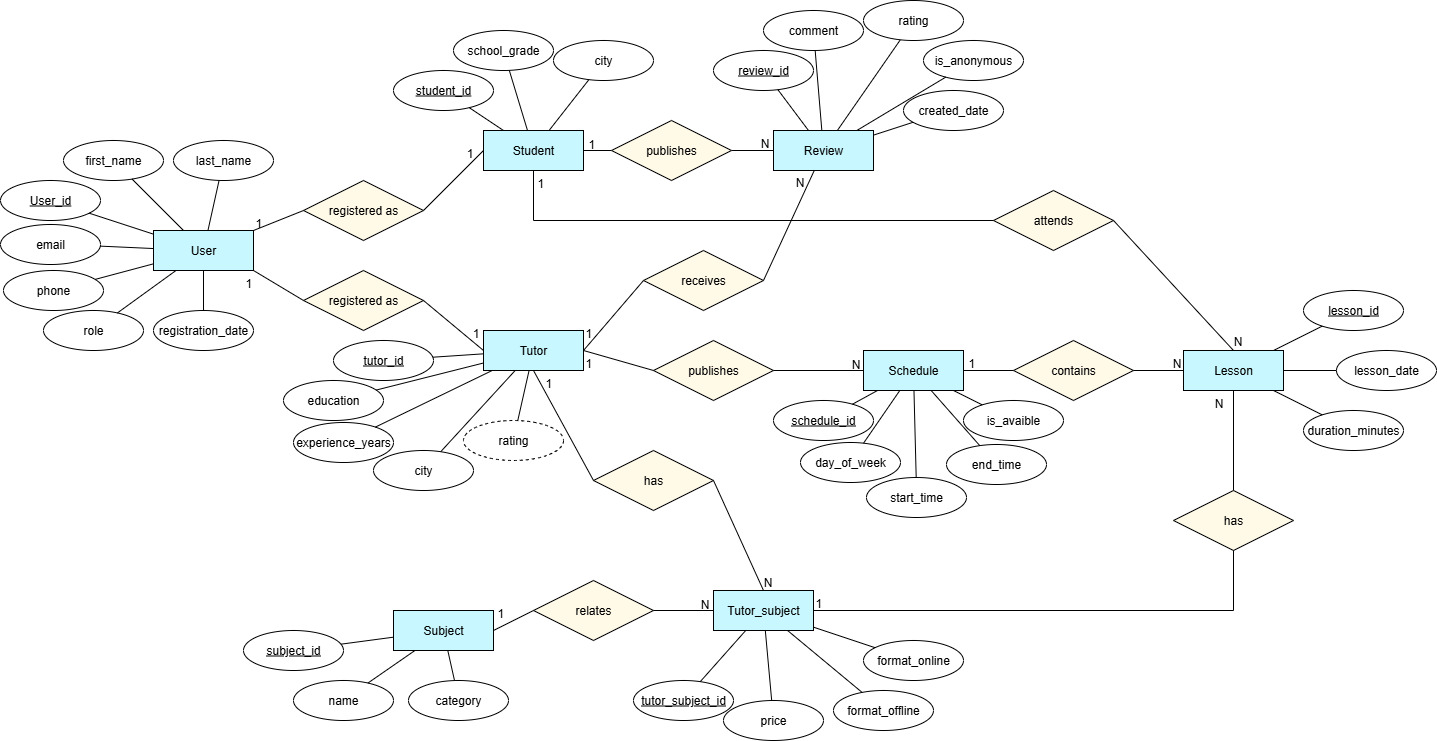 rating
comment
school_grade
city
is_anonymous
review_id
student_id
created_date
1
N
Student
publishes
Review
first_name
last_name
1
1
N
User_id
registered as
attends
1
email
User
1
receives
phone
registered as
role
registration_date
lesson_id
1
1
N
tutor_id
Tutor
1
publishes
N
Schedule
1
contains
N
Lesson
lesson_date
1
education
N
schedule_id
is_avaible
duration_minutes
experience_years
rating
city
day_of_week
end_time
has
start_time
has
N
1
relates
N
Tutor_subject
1
Subject
subject_id
format_online
name
category
tutor_subject_id
price
format_offline